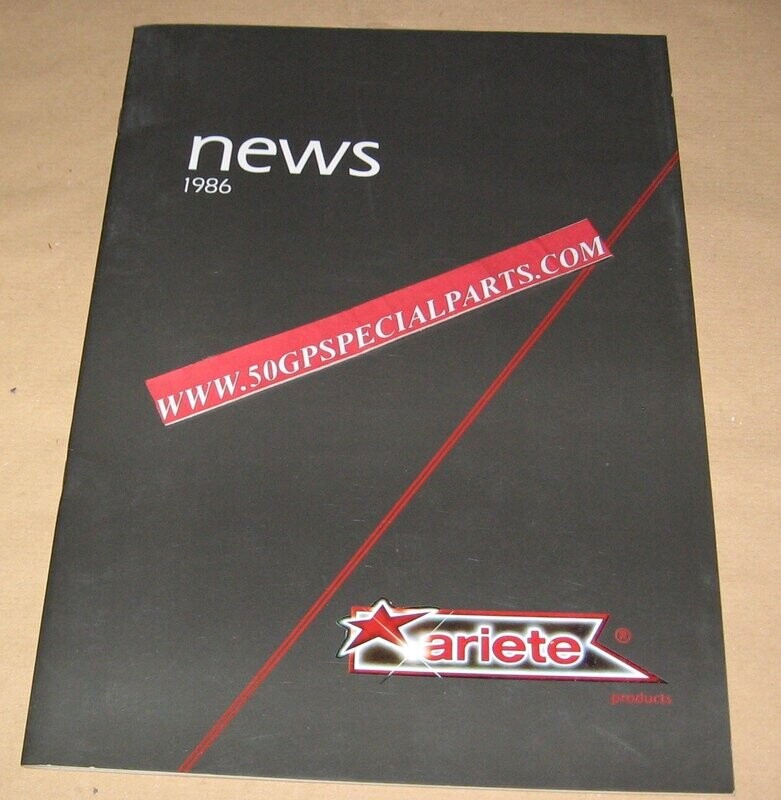 news
1986
WWW.50GPSPECIALPARTS.COM
ariete ®
products